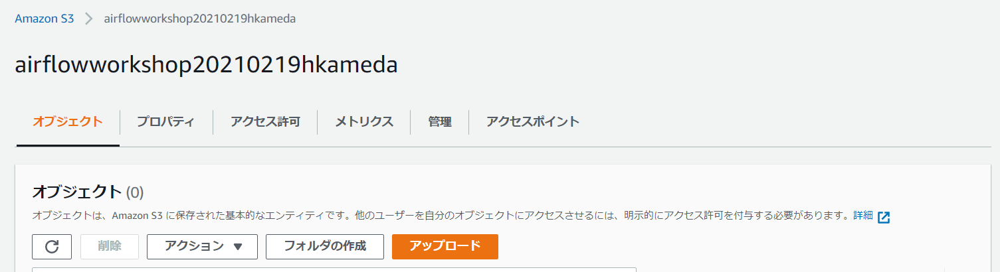 Amazon S3 > airflowworkshop20210219hkameda
airflowworkshop20210219hkameda
オブジェクト プロパティ アクセス許可 メトリクス 管理 アクセスポイント
オブジェクト (0)
オブジェクトは、Amazon S3 に保存された基本的なエンティティです。他のユーザーを自分のオブジェクトにアクセスさせるには、明示的にアクセス許可を付与する必要があります。詳細
削除 アクション ▼ フォルダの作成 アップロード